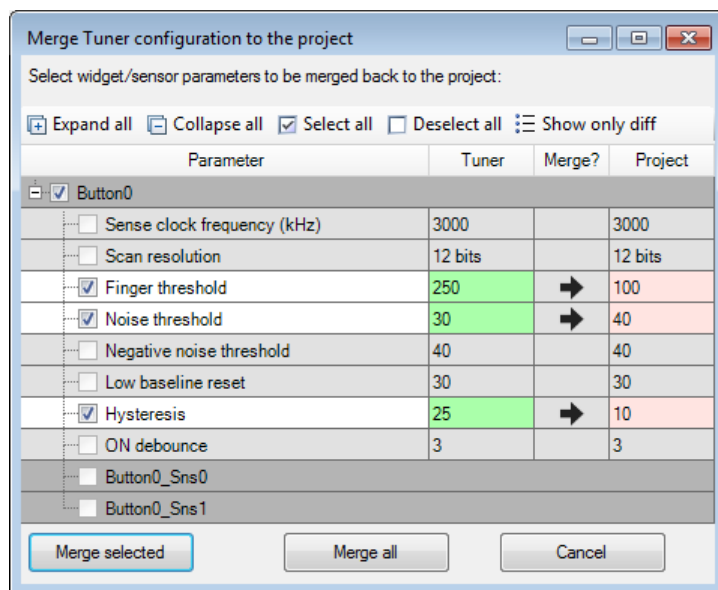 Merge Tuner configuration to the project
Select widget/sensor parameters to be merged back to the project:
Expand all Collapse all Select all Deselect all Show only diff
Parameter Tuner Merge? Project
Button0
Sense clock frequency (kHz) 3000 3000
Scan resolution 12 bits 12 bits
Finger threshold 250 100
Noise threshold 30 40
Negative noise threshold 40 40
Low baseline reset 30 30
Hysteresis 25 10
ON debounce 3 3
Button0_Sns0
Button0_Sns1
Merge selected Merge all Cancel